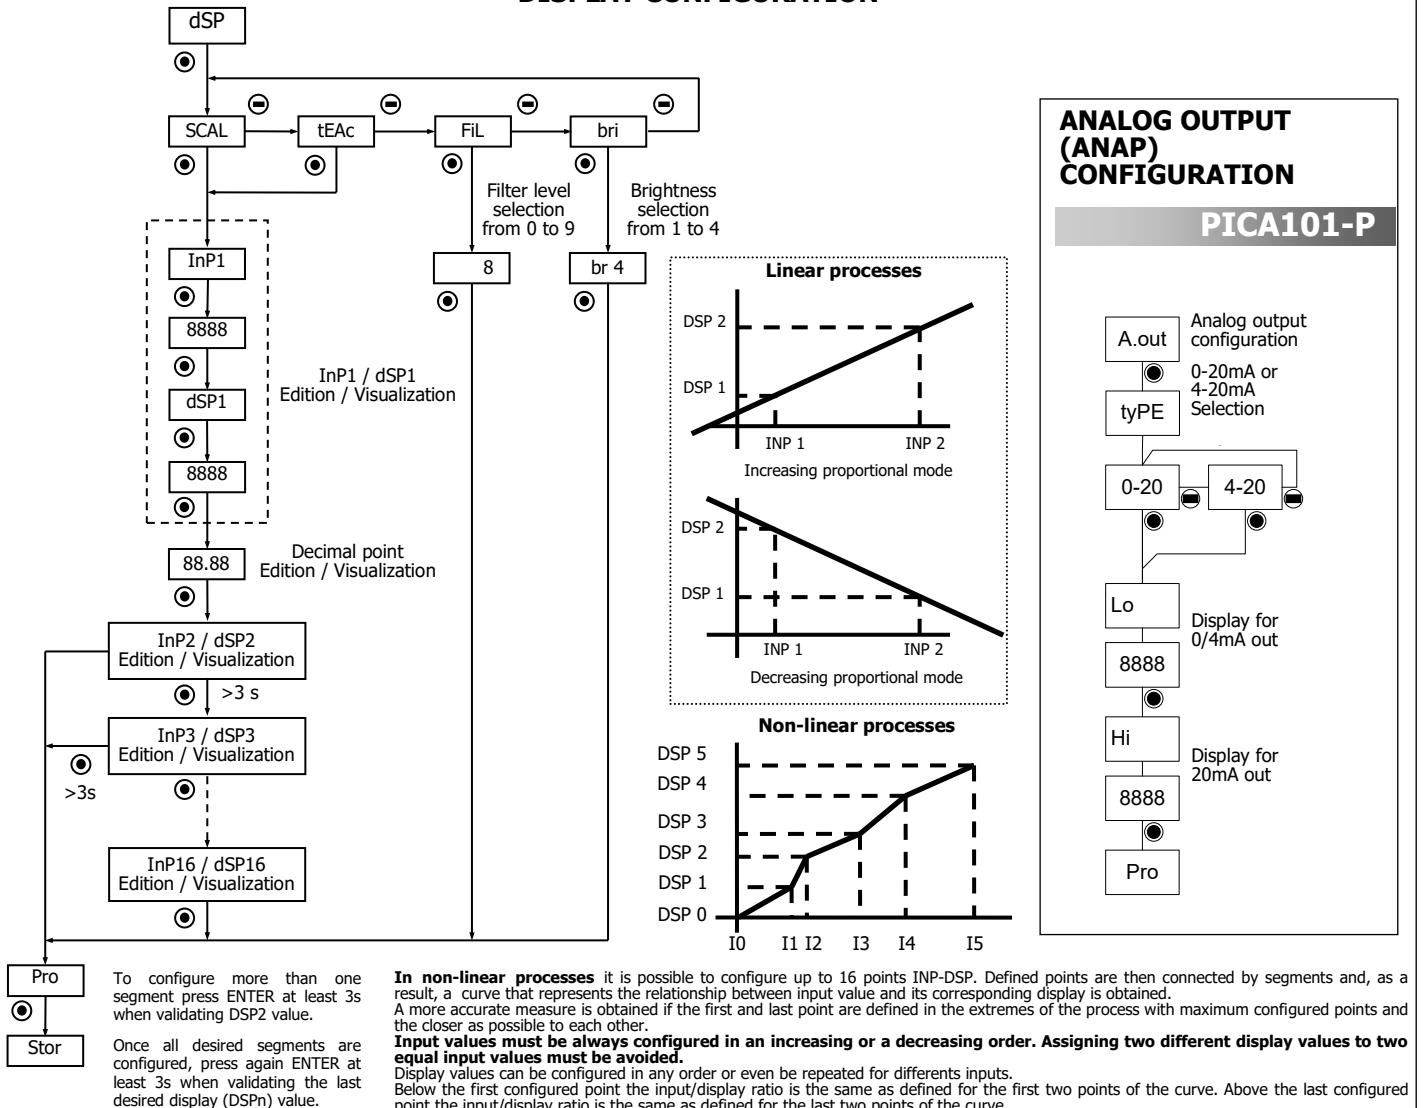 DISPLAY CONFIGURATION
dSP
SCAL
tEAc
FiL
bri
Filter level
selection
from 0 to 9
Brightness
selection
from 1 to 4
8
br 4
InP1
8888
dSP1
8888
InP1 / dSP1
Edition / Visualization
88.88
Decimal point
Edition / Visualization
InP2 / dSP2
Edition / Visualization
>3 s
InP3 / dSP3
Edition / Visualization
>3s
InP16 / dSP16
Edition / Visualization
Pro
Stor
To configure more than one
segment press ENTER at least 3s
when validating DSP2 value.
Once all desired segments are
configured, press again ENTER at
least 3s when validating the last
desired display (DSPn) value.
Linear processes
DSP 2
DSP 1
INP 1
INP 2
Increasing proportional mode
DSP 2
DSP 1
INP 1
INP 2
Decreasing proportional mode
Non-linear processes
DSP 5
DSP 4
DSP 3
DSP 2
DSP 1
DSP 0
I0 I1 I2 I3 I4 I5
In non-linear processes it is possible to configure up to 16 points INP-DSP. Defined points are then connected by segments and, as a
result, a curve that represents the relationship between input value and its corresponding display is obtained.
A more accurate measure is obtained if the first and last point are defined in the extremes of the process with maximum configured points and
the closer as possible to each other.
Input values must be always configured in an increasing or a decreasing order. Assigning two different display values to two
equal input values must be avoided.
Display values can be configured in any order or even be repeated for differents inputs.
Below the first configured point the input/display ratio is the same as defined for the first two points of the curve. Above the last configured
point the input/display ratio is the same as defined for the last two points of the curve.
ANALOG OUTPUT
(ANAP)
CONFIGURATION
PICA101-P
A.out
Analog output
configuration
0-20mA or
4-20mA
Selection
tyPE
0-20
4-20
Lo
8888
Display for
0/4mA out
Hi
8888
Display for
20mA out
Pro